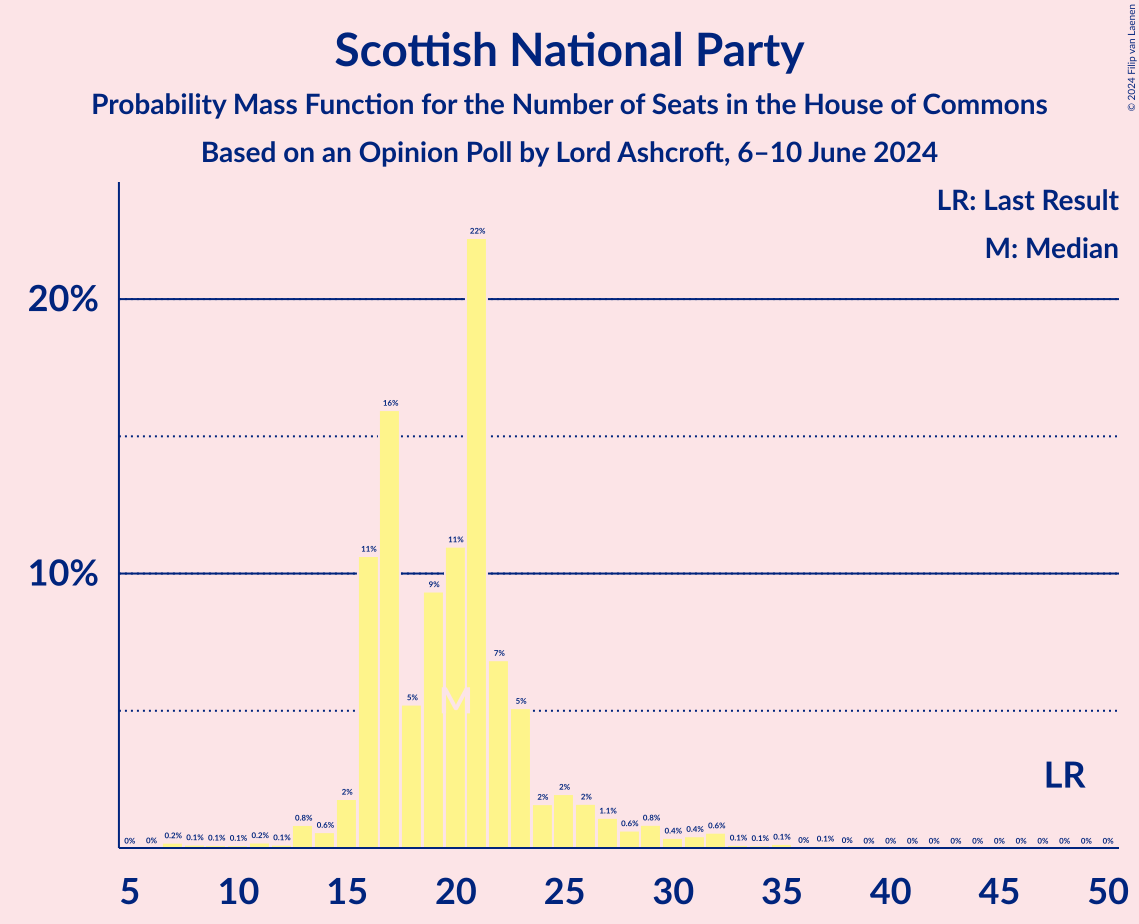 © 2024 Filip van Laenen
Scottish National Party
Probability Mass Function for the Number of Seats in the House of Commons
Based on an Opinion Poll by Lord Ashcroft, 6–10 June 2024
LR: Last Result
M: Median
20%
10%
0% 0% 0.2% 0.1% 0.1% 0.1% 0.2% 0.1% 0.8% 0.6% 2% 11% 16% 5% 9% 11% 22% 7% 5% 2% 2% 2% 1.1% 0.6% 0.8% 0.4% 0.4% 0.6% 0.1% 0.1% 0.1% 0% 0.1% 0% 0% 0% 0% 0% 0% 0% 0% 0% 0% 0% 0% 0%
M
LR
5 10 15 20 25 30 35 40 45 50